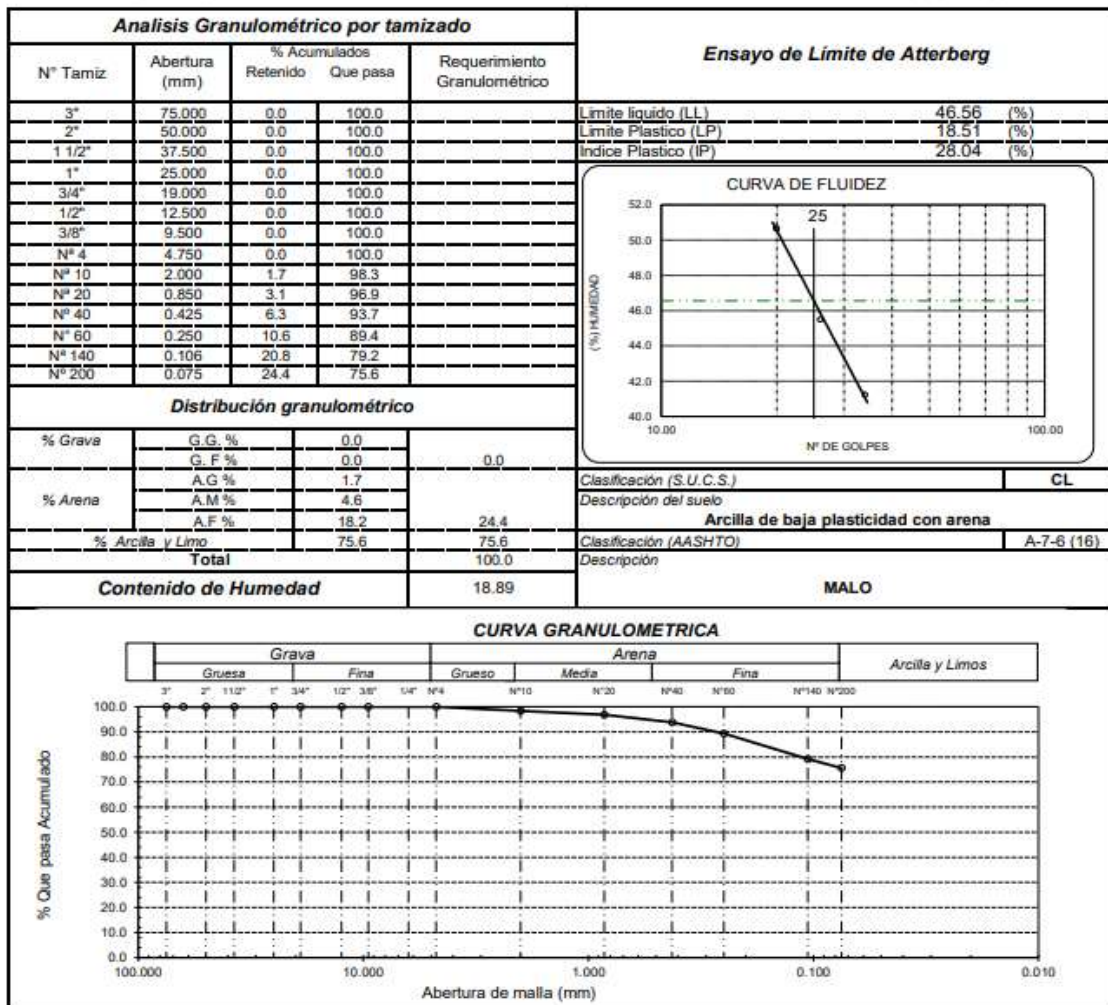 Analisis Granulométrico por tamizado
N° Tamiz Abertura (mm) % Acumulados Retenido Que pasa Requerimiento Granulométrico
3" 75.000 0.0 100.0
2" 50.000 0.0 100.0
1 1/2" 37.500 0.0 100.0
1" 25.000 0.0 100.0
3/4" 19.000 0.0 100.0
1/2" 12.500 0.0 100.0
3/8" 9.500 0.0 100.0
Nª 4 4.750 0.0 100.0
Nª 10 2.000 1.7 98.3
Nª 20 0.850 3.1 96.9
Nº 40 0.425 6.3 93.7
N° 60 0.250 10.6 89.4
Nª 140 0.106 20.8 79.2
Nº 200 0.075 24.4 75.6
Distribución granulométrico
% Grava G.G. % 0.0
G. F % 0.0 0.0
A.G % 1.7
% Arena A.M % 4.6
A.F % 18.2 24.4
% Arcilla y Limo 75.6 75.6
Total 100.0
Contenido de Humedad 18.89
Ensayo de Límite de Atterberg
Limite liquido (LL) 46.56 (%)
Limite Plastico (LP) 18.51 (%)
Indice Plastico (IP) 28.04 (%)
CURVA DE FLUIDEZ
25
52.0
50.0
48.0
46.0
44.0
42.0
40.0
(%) HUMEDAD
10.00 100.00
Nº DE GOLPES
Clasificación (S.U.C.S.) CL
Descripción del suelo
Arcilla de baja plasticidad con arena
Clasificación (AASHTO) A-7-6 (16)
Descripción
MALO
CURVA GRANULOMETRICA
Grava Arena Arcilla y Limos
Gruesa Fina Grueso Media Fina
3" 2" 11/2" 1" 3/4" 1/2" 3/8" 1/4" Nº4 Nº10 N°20 Nº40 Nº60 Nº140 Nº200
100.0
90.0
80.0
70.0
60.0
50.0
40.0
30.0
20.0
10.0
0.0
% Que pasa Acumulado
100.000 10.000 1.000 0.100 0.010
Abertura de malla (mm)